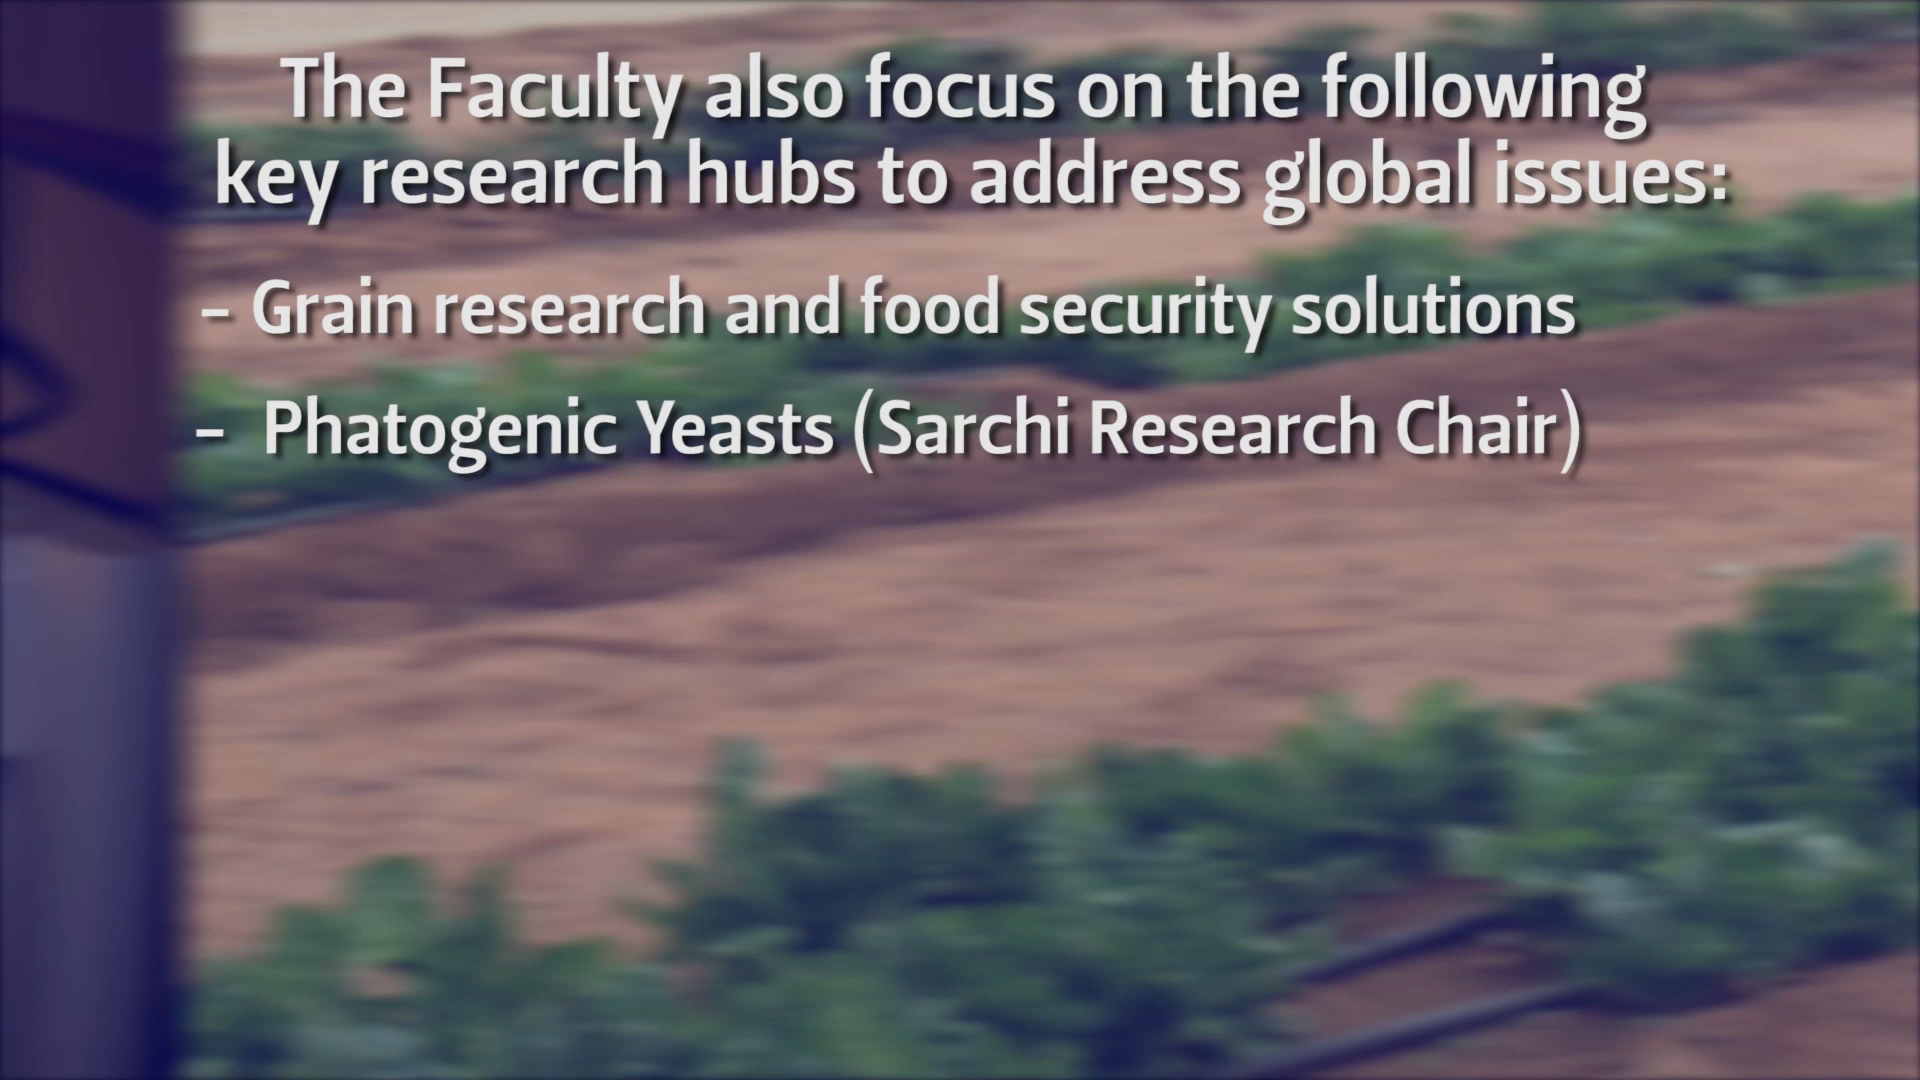 The Faculty also focus on the following
key research hubs to address global issues:
- Grain research and food security solutions
- Phatogenic Yeasts (Sarchi Research Chair)